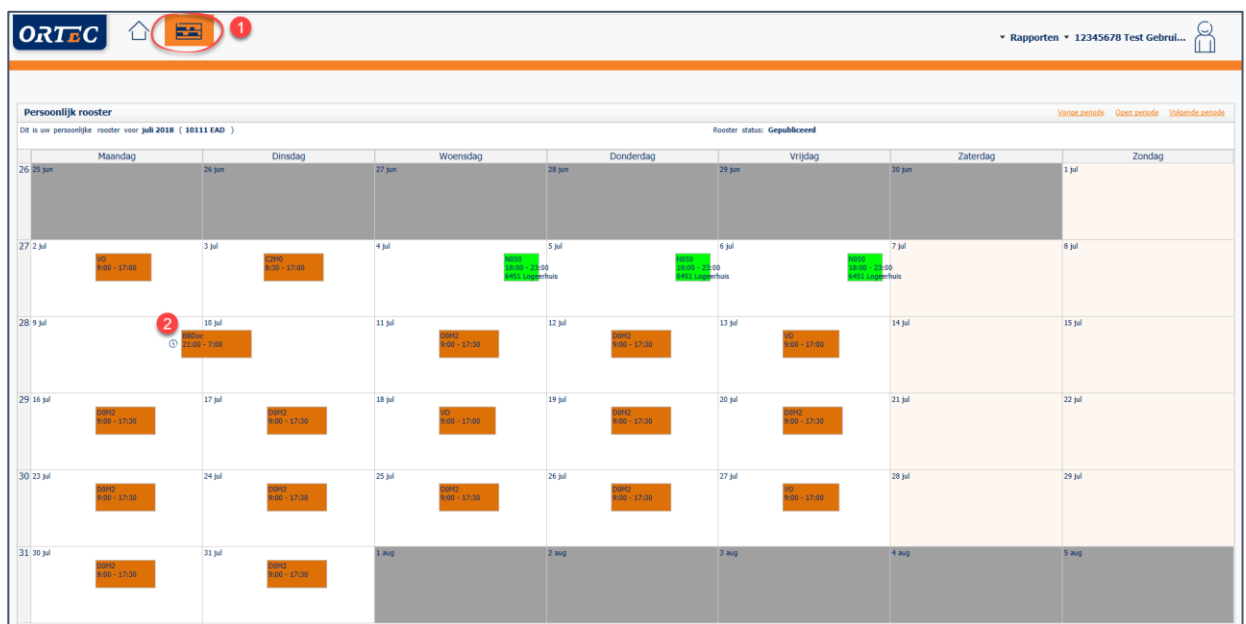 ORTEC
1
Rapporten 12345678 Test Gebrui...
Persoonlijk rooster
Vorige periode Open periode Volgende periode
Dit is uw persoonlijke rooster voor juli 2018 ( 10111 EAD )
Rooster status: Gepubliceerd
Maandag Dinsdag Woensdag Donderdag Vrijdag Zaterdag Zondag
26 25 jun 26 jun 27 jun 28 jun 29 jun 30 jun 1 jul
27 2 jul 3 jul 4 jul 5 jul 6 jul 7 jul 8 jul
VO C2M0 N0S0 N0S0 N0S0
9:00 - 17:00 8:30 - 17:00 18:00 - 23:00 18:00 - 23:00 18:00 - 23:00
6451 Logeerhuis 6451 Logeerhuis 6451 Logeerhuis
28 9 jul 2 10 jul 11 jul 12 jul 13 jul 14 jul 15 jul
D0M2 D0M2 VO
21:00 - 7:00 9:00 - 17:30 9:00 - 17:30 9:00 - 17:00
29 16 jul 17 jul 18 jul 19 jul 20 jul 21 jul 22 jul
D0M2 D0M2 VO D0M2 D0M2
9:00 - 17:30 9:00 - 17:30 9:00 - 17:00 9:00 - 17:30 9:00 - 17:30
30 23 jul 24 jul 25 jul 26 jul 27 jul 28 jul 29 jul
D0M2 D0M2 D0M2 D0M2 VO
9:00 - 17:30 9:00 - 17:30 9:00 - 17:30 9:00 - 17:30 9:00 - 17:00
31 30 jul 31 jul 1 aug 2 aug 3 aug 4 aug 5 aug
D0M2 D0M2
9:00 - 17:30 9:00 - 17:30